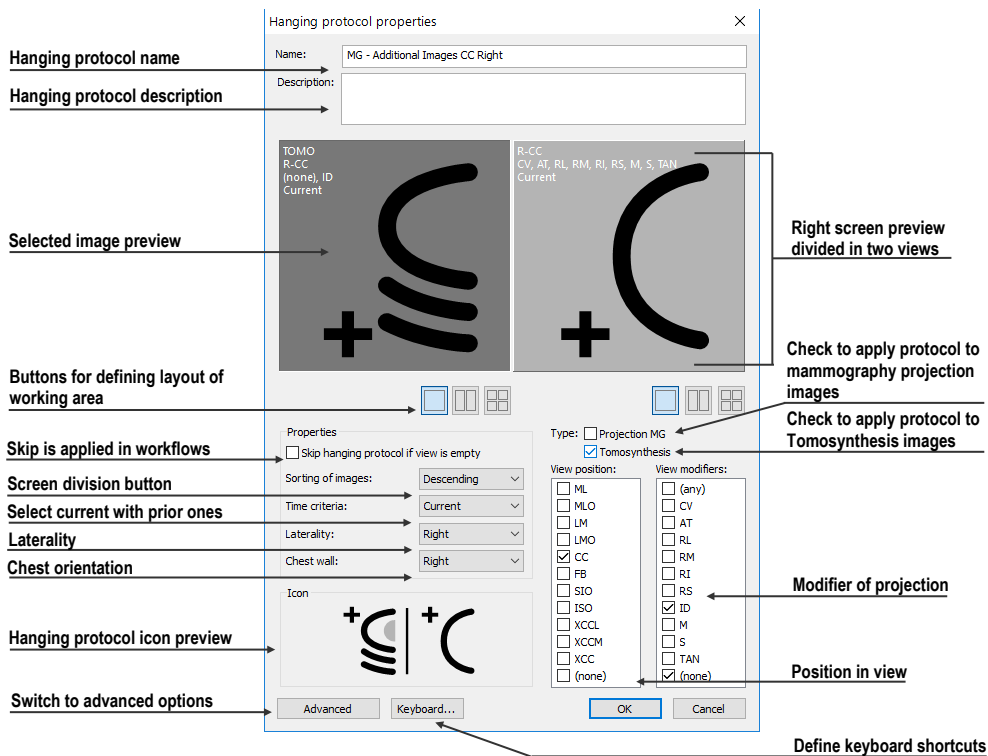 Hanging protocol properties
Name:
MG - Additional Images CC Right
Hanging protocol name
Description:
Hanging protocol description
TOMO
R-CC
(none), ID
Current
R-CC
CV, AT, RL, RM, RI, RS, M, S, TAN
Current
Selected image preview
Right screen preview
divided in two views
Buttons for defining layout of
working area
Check to apply protocol to
mammography projection
images
Check to apply protocol to
Tomosynthesis images
Properties
Skip hanging protocol if view is empty
Sorting of images:
Descending
Time criteria:
Current
Laterality:
Right
Chest wall:
Right
Skip is applied in workflows
Screen division button
Select current with prior ones
Laterality
Chest orientation
Type:
Projection MG
Tomosynthesis
View position:
ML
MLO
LM
LMO
CC
FB
SIO
ISO
XCCL
XCCM
XCC
(none)
View modifiers:
(any)
CV
AT
RL
RM
RI
RS
ID
M
S
TAN
(none)
Modifier of projection
Position in view
Icon
Hanging protocol icon preview
Switch to advanced options
Advanced
Keyboard...
OK
Cancel
Define keyboard shortcuts